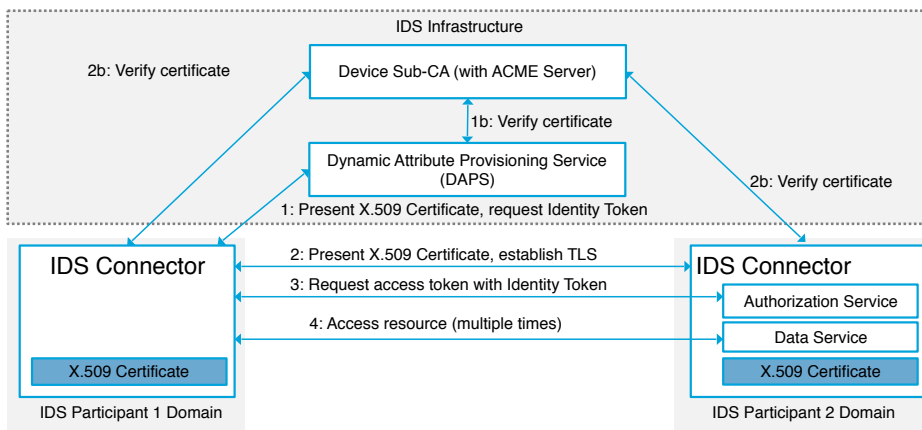 IDS Infrastructure
2b: Verify certificate
Device Sub-CA (with ACME Server)
1b: Verify certificate
Dynamic Attribute Provisioning Service
(DAPS)
2b: Verify certificate
1: Present X.509 Certificate, request Identity Token
IDS Connector
2: Present X.509 Certificate, establish TLS
IDS Connector
3: Request access token with Identity Token
Authorization Service
4: Access resource (multiple times)
Data Service
X.509 Certificate
X.509 Certificate
IDS Participant 1 Domain
IDS Participant 2 Domain